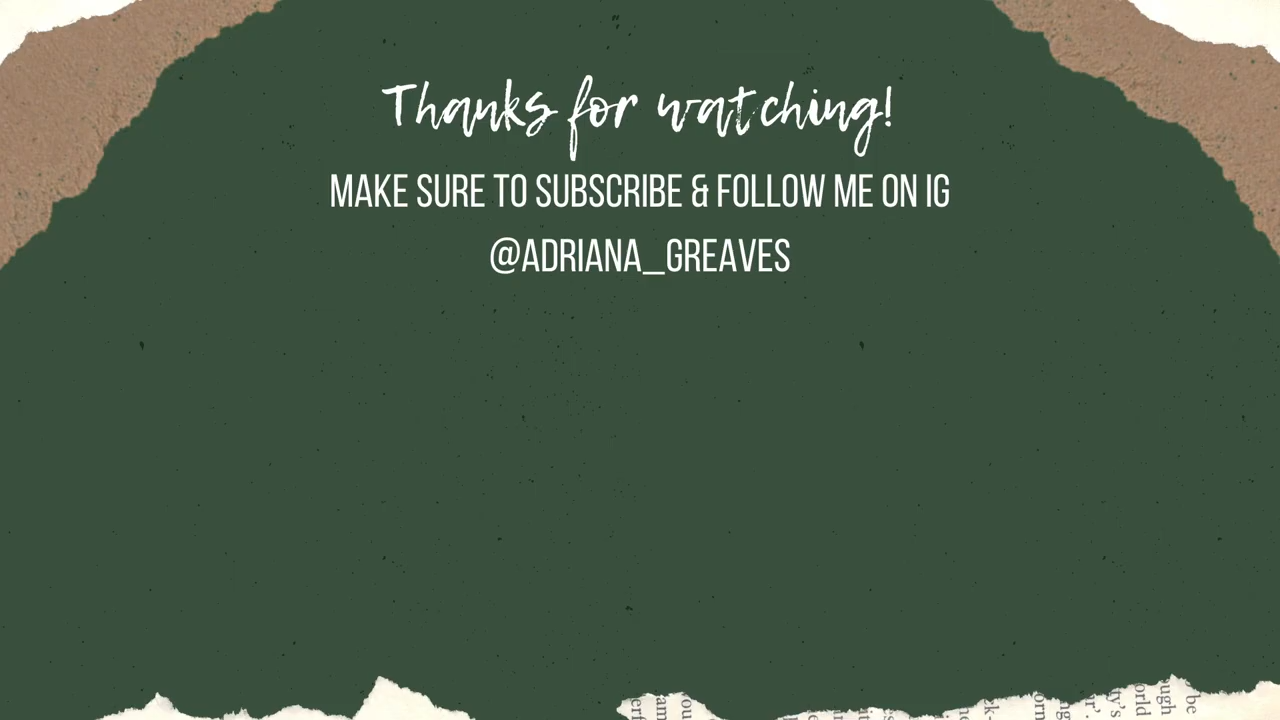 Thanks for watching!
MAKE SURE TO SUBSCRIBE & FOLLOW ME ON IG
@ADRIANA_GREAVES